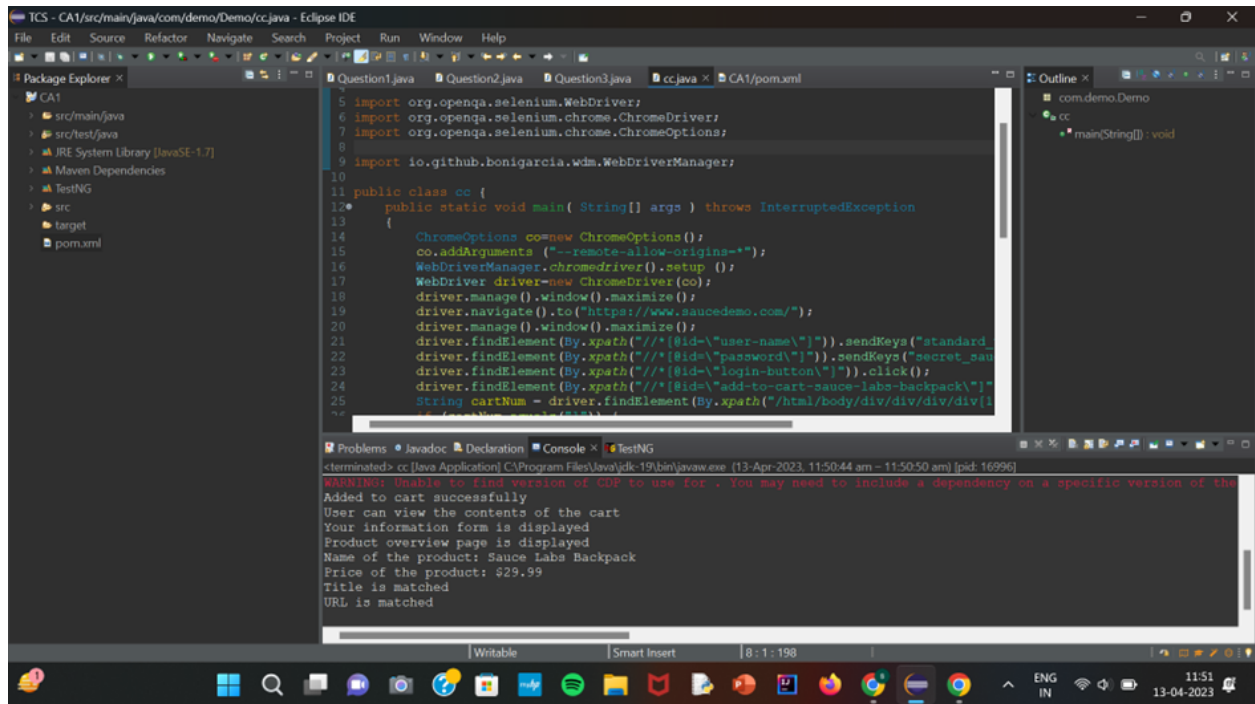 TCS - CA1/src/main/java/com/demo/Demo/cc.java - Eclipse IDE
File Edit Source Refactor Navigate Search Project Run Window Help
Package Explorer ×
CA1
src/main/java
src/test/java
JRE System Library [JavaSE-1.7]
Maven Dependencies
TestNG
src
target
pom.xml
Question1.java Question2.java Question3.java cc.java × CA1/pom.xml
5 import org.openqa.selenium.WebDriver;
6 import org.openqa.selenium.chrome.ChromeDriver;
7 import org.openqa.selenium.chrome.ChromeOptions;
8
9 import io.github.bonigarcia.wdm.WebDriverManager;
10
11 public class cc {
12 public static void main( String[] args ) throws InterruptedException
13 {
14 ChromeOptions co=new ChromeOptions();
15 co.addArguments ("--remote-allow-origins=*");
16 WebDriverManager.chromedriver().setup ();
17 WebDriver driver=new ChromeDriver(co);
18 driver.manage().window().maximize();
19 driver.navigate().to("https://www.saucedemo.com/");
20 driver.manage().window().maximize();
21 driver.findElement(By.xpath("//*[@id=\"user-name\"]")).sendKeys("standard_
22 driver.findElement(By.xpath("//*[@id=\"password\"]")).sendKeys("secret_sau
23 driver.findElement(By.xpath("//*[@id=\"login-button\"]")).click();
24 driver.findElement(By.xpath("//*[@id=\"add-to-cart-sauce-labs-backpack\"]"
25 String cartNum = driver.findElement(By.xpath("/html/body/div/div/div/div[1
Outline ×
com.demo.Demo
cc
main(String[]) : void
Problems Javadoc Declaration Console × TestNG
<terminated> cc [Java Application] C:\Program Files\Java\jdk-19\bin\javaw.exe (13-Apr-2023, 11:50:44 am – 11:50:50 am) [pid: 16996]
WARNING: Unable to find version of CDP to use for . You may need to include a dependency on a specific version of the
Added to cart successfully
User can view the contents of the cart
Your information form is displayed
Product overview page is displayed
Name of the product: Sauce Labs Backpack
Price of the product: $29.99
Title is matched
URL is matched
Writable Smart Insert 8 : 1 : 198
ENG
IN
11:51
13-04-2023